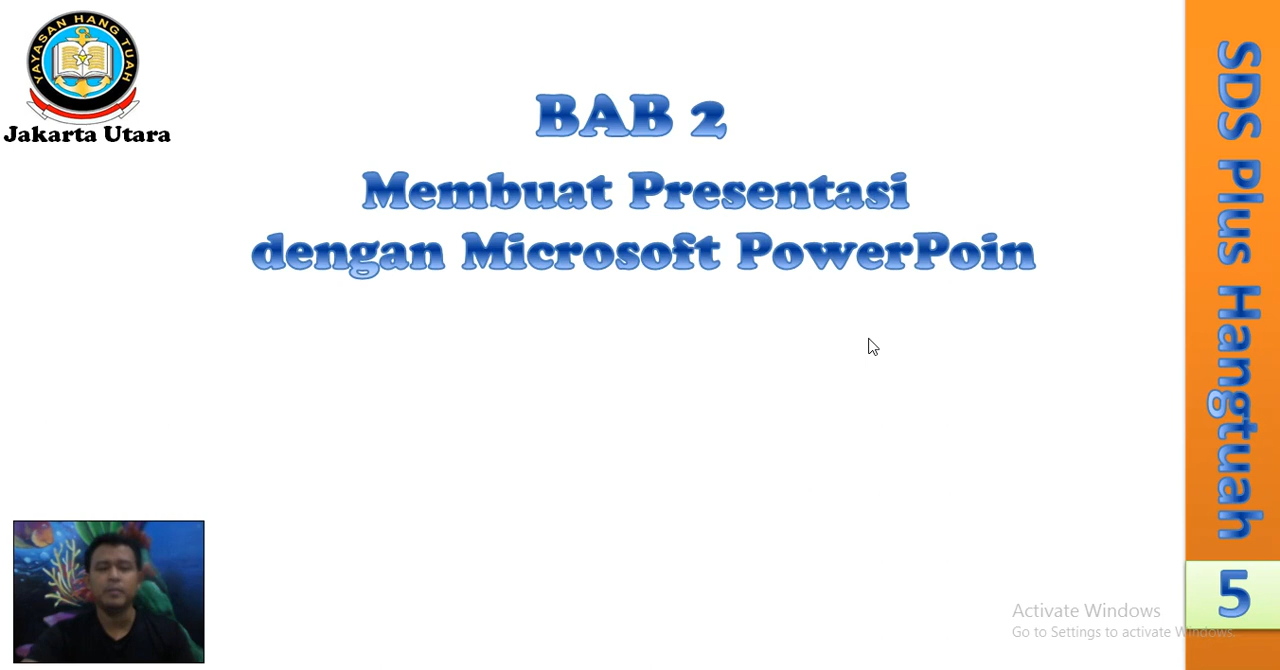 YAYASAN HANG TUAH
Jakarta Utara
BAB 2
Membuat Presentasi
dengan Microsoft PowerPoin
SDS Plus Hangtuah
5
Activate Windows
Go to Settings to activate Windows.